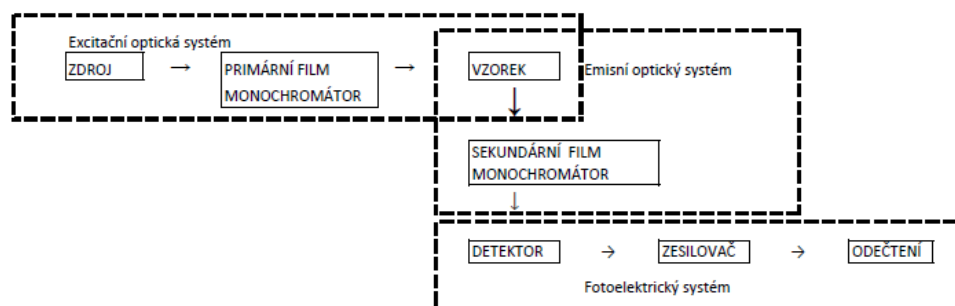 Excitační optická systém
ZDROJ → PRIMÁRNÍ FILM → VZOREK Emisní optický systém
MONOCHROMÁTOR
↓
SEKUNDÁRNÍ FILM
MONOCHROMÁTOR
↓
DETEKTOR → ZESILOVAČ → ODEČTENÍ
Fotoelektrický systém